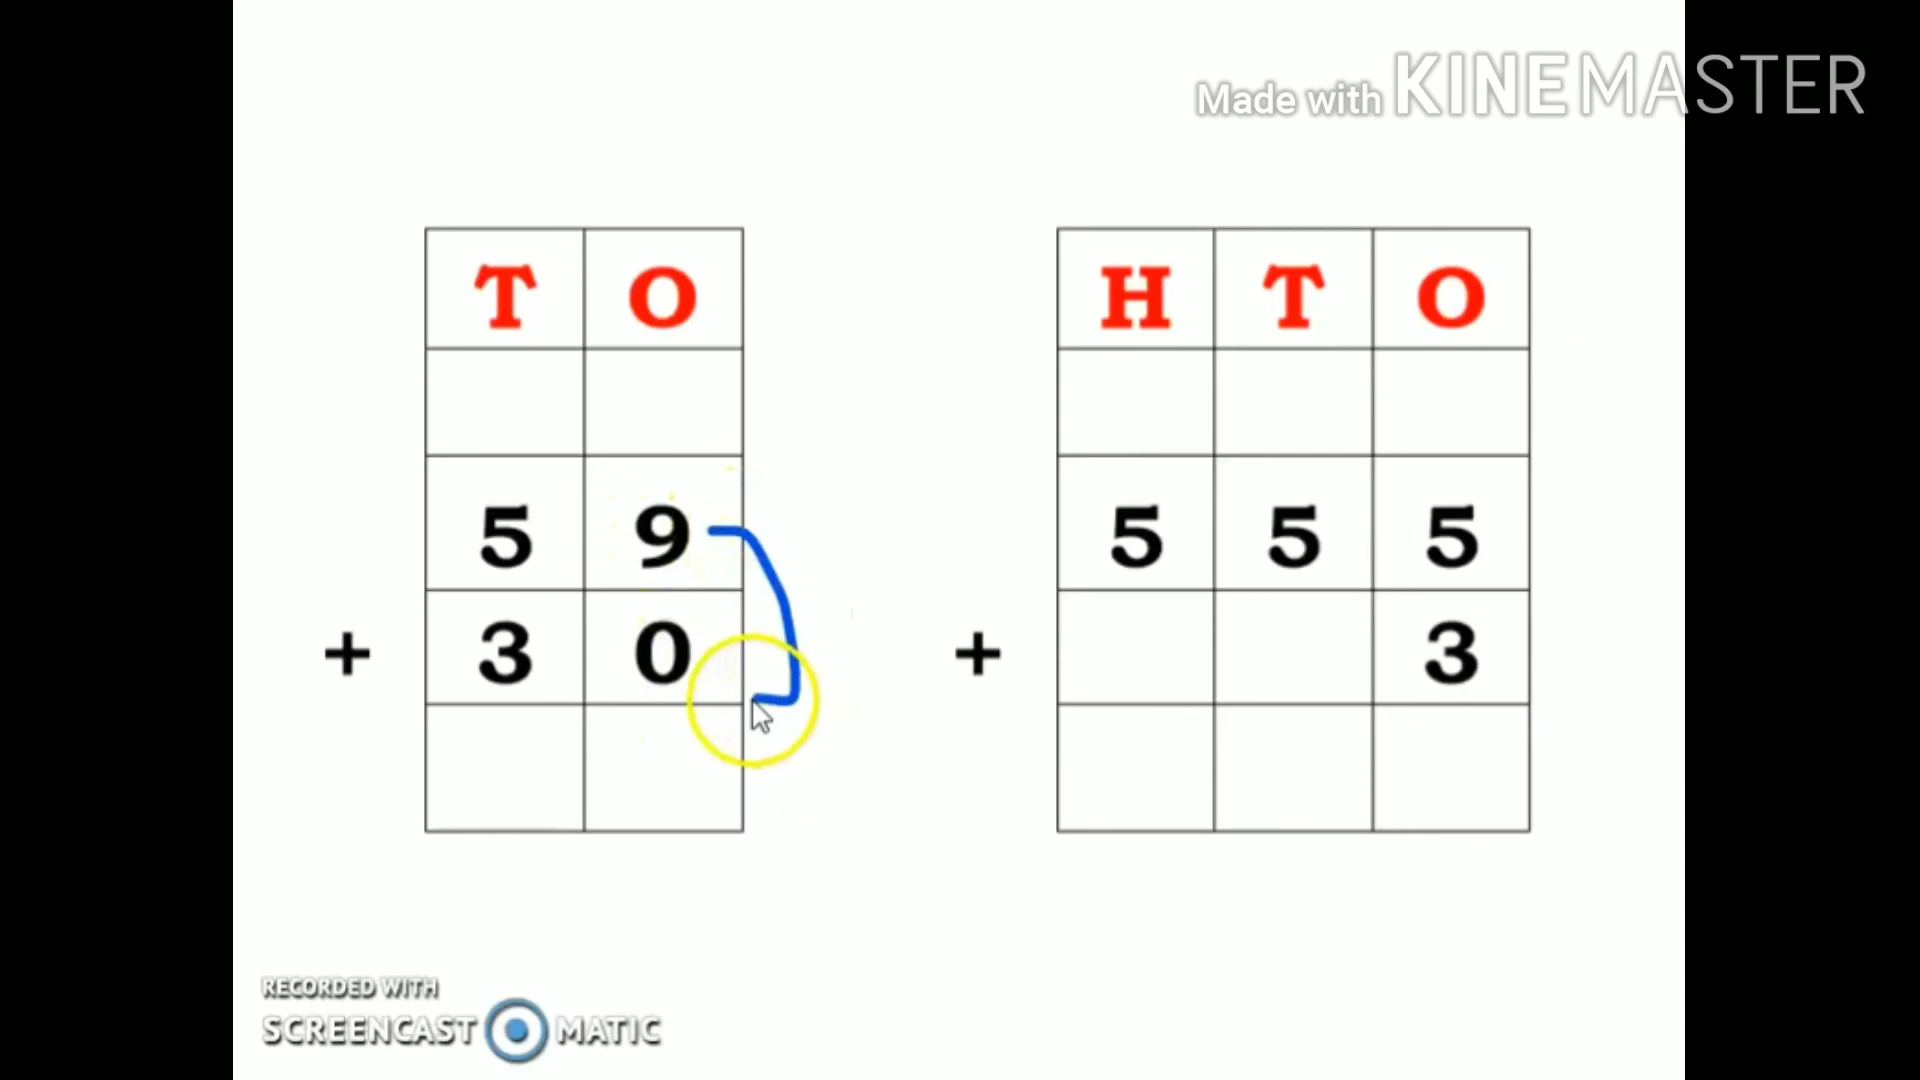 Made with KINEMASTER
T O
5 9
+ 3 0
H T O
5 5 5
+ 3
RECORDED WITH
SCREENCAST MATIC